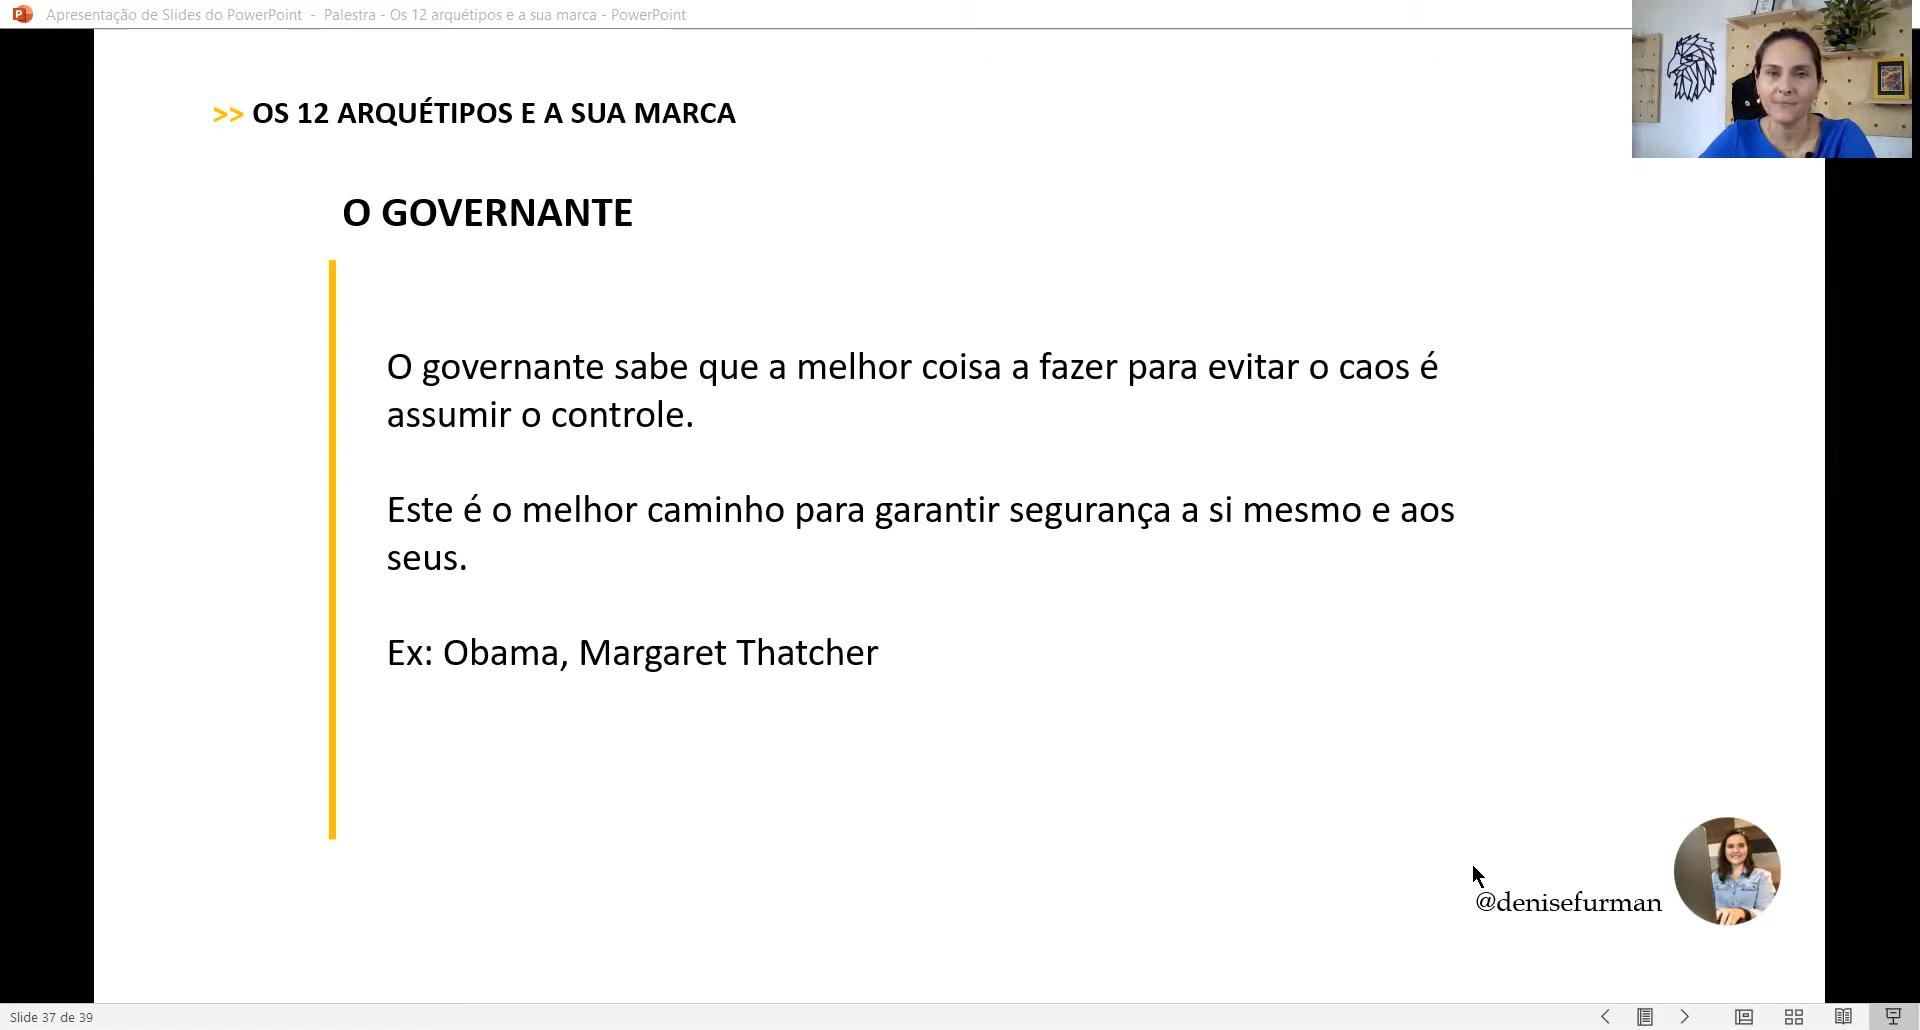 Apresentação de Slides do PowerPoint - Palestra - Os 12 arquétipos e a sua marca - PowerPoint
>> OS 12 ARQUÉTIPOS E A SUA MARCA
O GOVERNANTE
O governante sabe que a melhor coisa a fazer para evitar o caos é
assumir o controle.
Este é o melhor caminho para garantir segurança a si mesmo e aos
seus.
Ex: Obama, Margaret Thatcher
@denisefurman
Slide 37 de 39